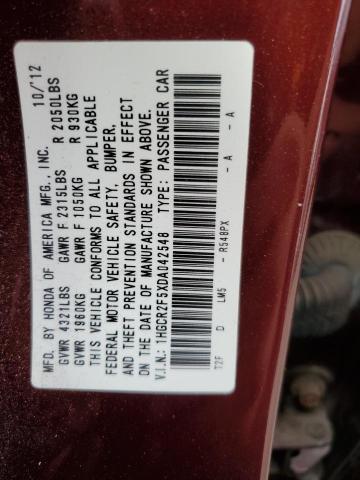 MFD. BY HONDA OF AMERICA MFG., INC. 10/'12
GVWR 4321LBS GAWR F 2315LBS R 2050LBS
GVWR 1960KG GAWR F 1050KG R 930KG
THIS VEHICLE CONFORMS TO ALL APPLICABLE
FEDERAL MOTOR VEHICLE SAFETY, BUMPER,
AND THEFT PREVENTION STANDARDS IN EFFECT
ON THE DATE OF MANUFACTURE SHOWN ABOVE.
V.I.N.: 1HGCR2F5XDA042548 TYPE: PASSENGER CAR
T2F D LM5 - R548PX - A - A